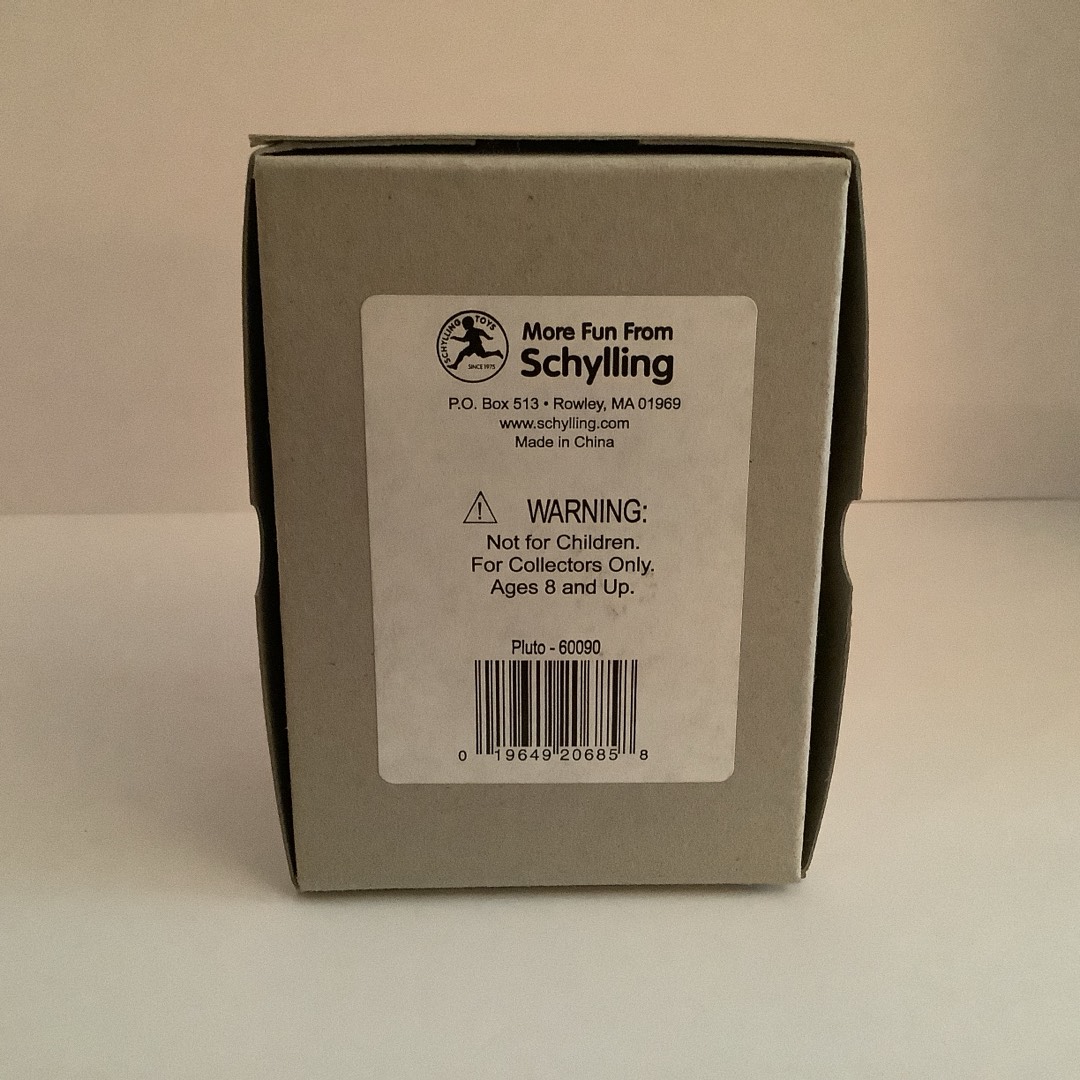 SCHYLLING TOYS
SINCE 1975
More Fun From
Schylling
P.O. Box 513 • Rowley, MA 01969
www.schylling.com
Made in China
WARNING:
Not for Children.
For Collectors Only.
Ages 8 and Up.
Pluto - 60090
0 19649 20685 8